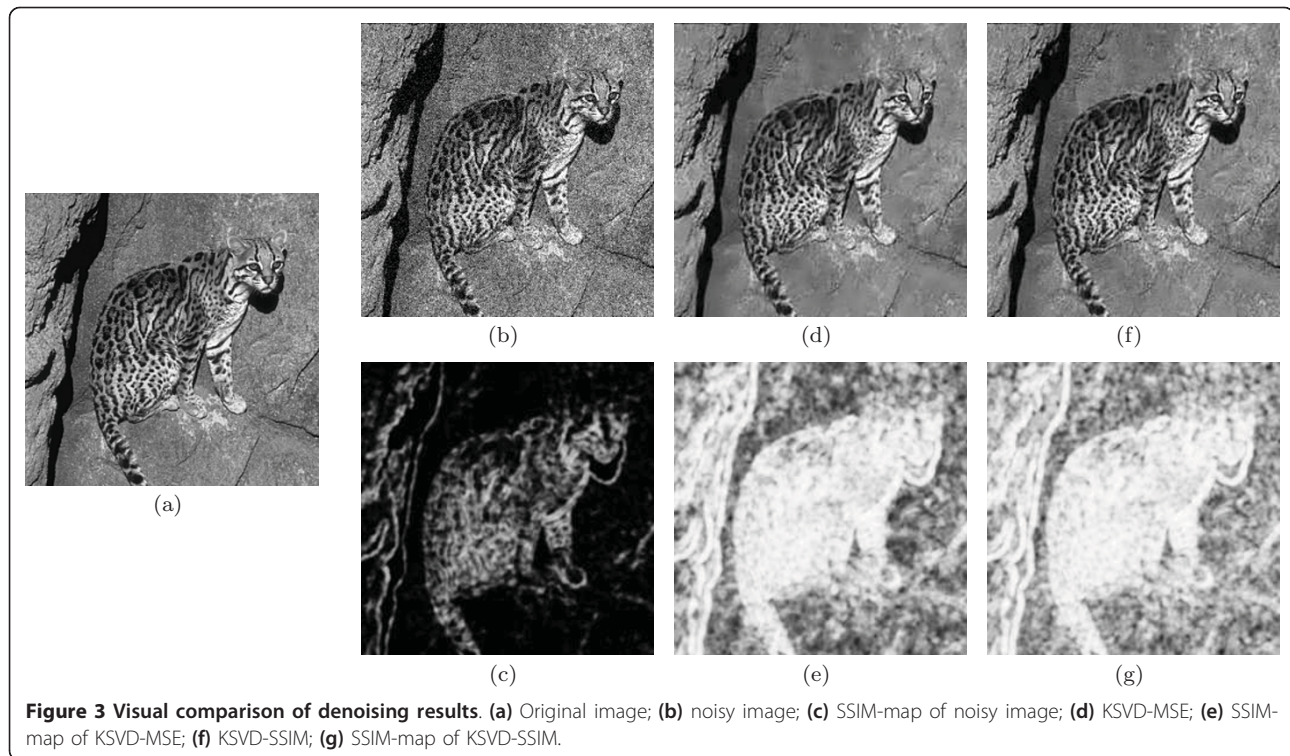 (a)
(b)
(d)
(f)
(c)
(e)
(g)
Figure 3 Visual comparison of denoising results. (a) Original image; (b) noisy image; (c) SSIM-map of noisy image; (d) KSVD-MSE; (e) SSIM-
map of KSVD-MSE; (f) KSVD-SSIM; (g) SSIM-map of KSVD-SSIM.